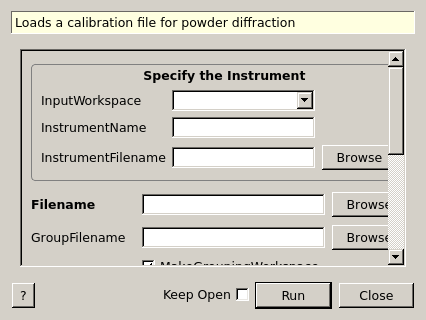 Loads a calibration file for powder diffraction
Specify the Instrument
InputWorkspace
InstrumentName
InstrumentFilename Browse
Filename Browse
GroupFilename Browse
MakeGroupingWorkspace
? Keep Open Run Close